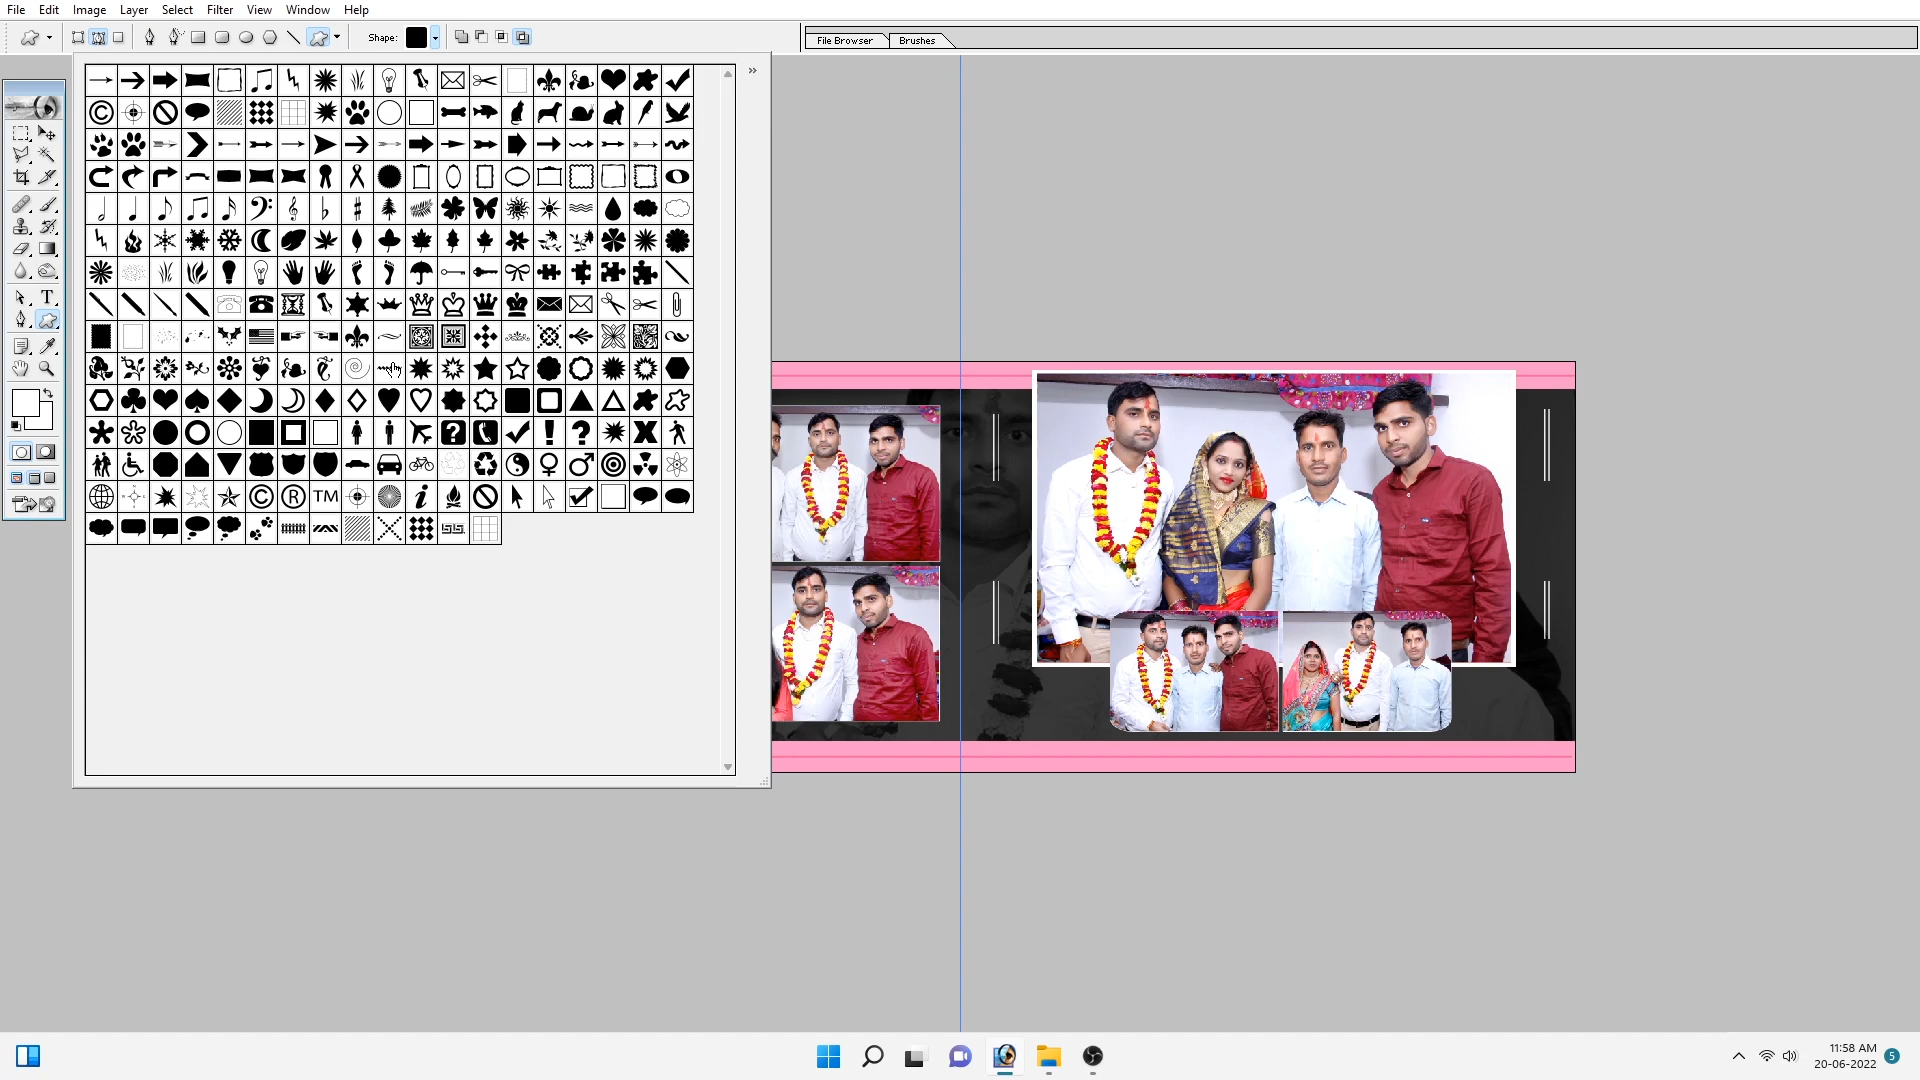 File Edit Image Layer Select Filter View Window Help
Shape:
File Browser Brushes
T
©
? !  ?
© ® TM
i
11:58 AM
20-06-2022
5